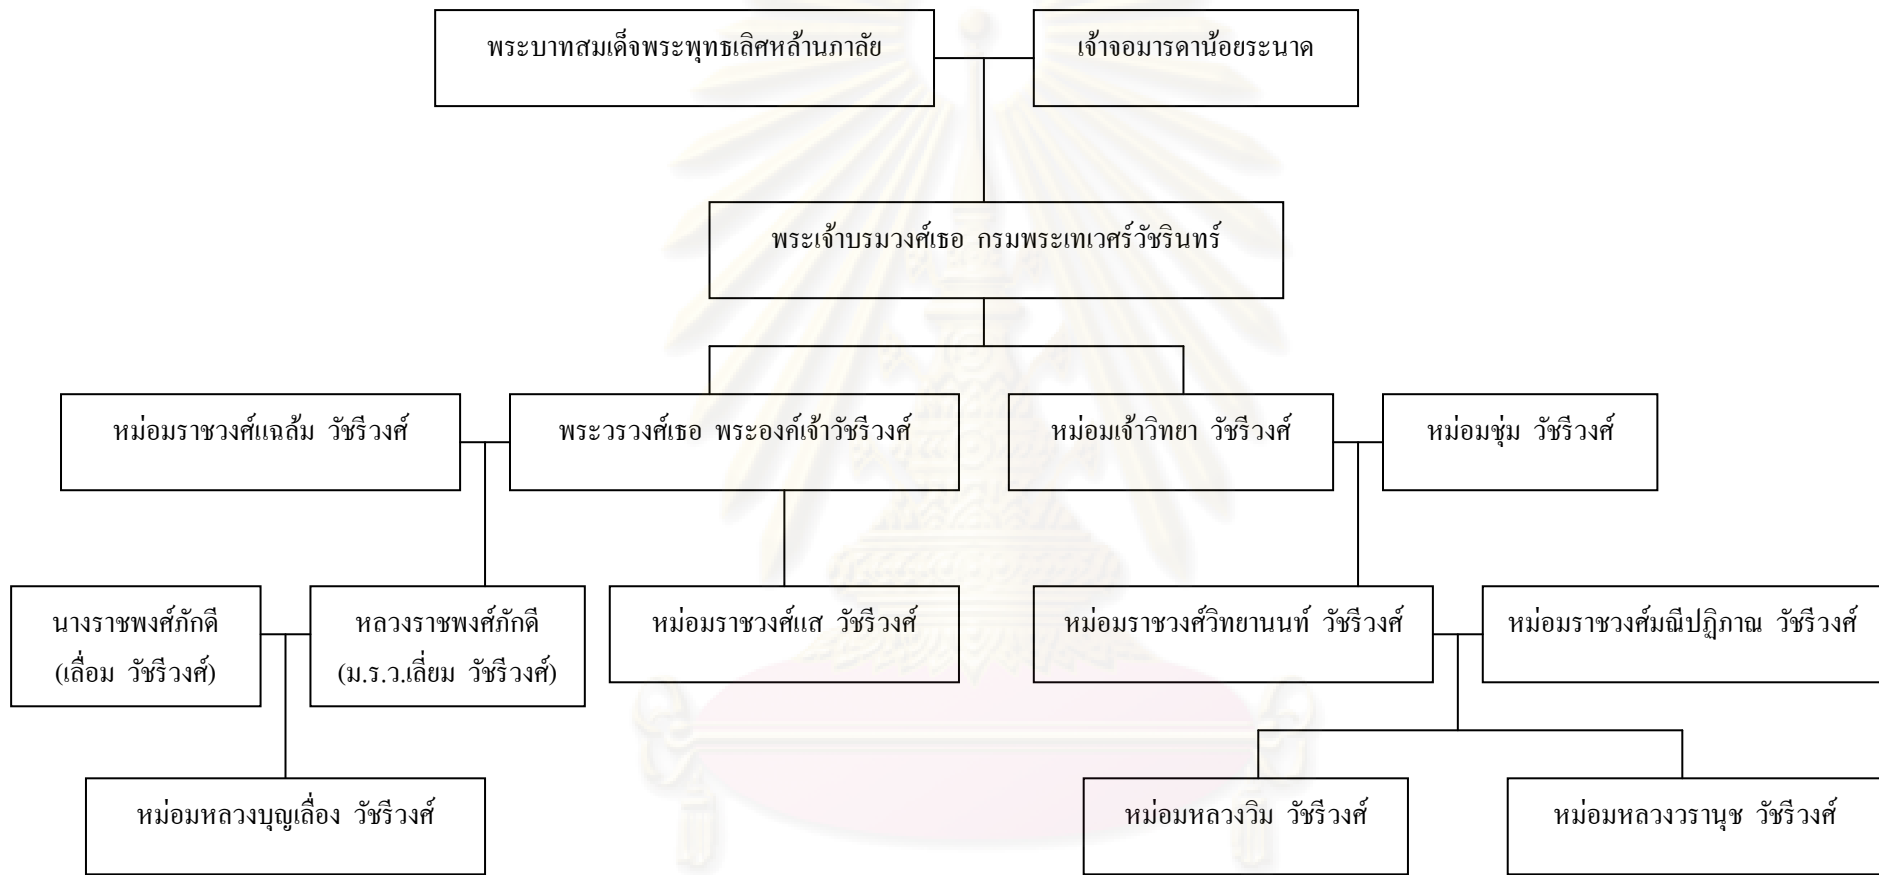 พระบาทสมเด็จพระพุทธเลิศหล้านภาลัย
เจ้าจอมารดาน้อยระนาด
พระเจ้าบรมวงศ์เธอ กรมพระเทเวศร์วัชรินทร์
หม่อมราชวงศ์แฉล้ม วัชรีวงศ์
พระวรวงศ์เธอ พระองค์เจ้าวัชรีวงศ์
หม่อมเจ้าวิทยา วัชรีวงศ์
หม่อมชุ่ม วัชรีวงศ์
นางราชพงศ์ภักดี
(เลื่อม วัชรีวงศ์)
หลวงราชพงศ์ภักดี
(ม.ร.ว.เลี่ยม วัชรีวงศ์)
หม่อมราชวงศ์แส วัชรีวงศ์
หม่อมราชวงศ์วิทยานนท์ วัชรีวงศ์
หม่อมราชวงศ์มณีปฏิภาณ วัชรีวงศ์
หม่อมหลวงบุญเลื่อง วัชรีวงศ์
หม่อมหลวงวิม วัชรีวงศ์
หม่อมหลวงวรานุช วัชรีวงศ์